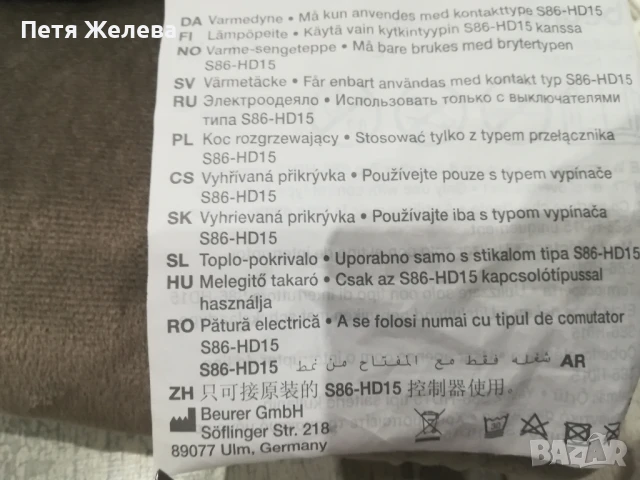 Петя Желева
DA Varmedyne • Må kun anvendes med kontakttype S86-HD15
FI Lämpöpeite • Käytä vain kytkintyypin S86-HD15 kanssa
NO Varme-sengeteppe • Må bare brukes med brytertypen
S86-HD15
SV Värmetäcke • Får enbart användas med kontakt typ S86-HD15
RU Электроодеяло • Использовать только с выключателями
типа S86-HD15
PL Koc rozgrzewający • Stosować tylko z typem przełącznika
S86-HD15
CS Vyhřívaná přikrývka • Používejte pouze s typem vypínače
S86-HD15
SK Vyhrievaná prikrývka • Používajte iba s typom vypínača
S86-HD15
SL Toplo-pokrivalo • Uporabno samo s stikalom tipa S86-HD15
HU Melegitő takaró • Csak az S86-HD15 kapcsolótípussal
használja
RO Pătură electrică • A se folosi numai cu tipul de comutator
S86-HD15
S86-HD15 شغله فقط مع المفتاح من نمط AR
ZH 只可接原装的 S86-HD15 控制器使用。
Beurer GmbH
Söflinger Str. 218
89077 Ulm, Germany
BAZAR